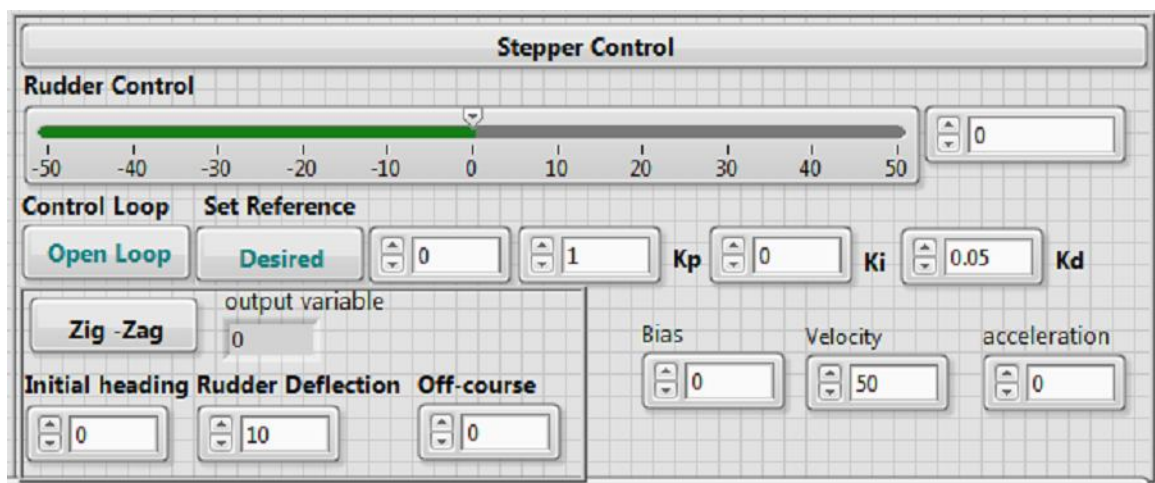 Stepper Control
Rudder Control
0
-50 -40 -30 -20 -10 0 10 20 30 40 50
Control Loop Set Reference
Open Loop Desired 0 1 Kp 0 Ki 0.05 Kd
Zig -Zag output variable
0
Bias Velocity acceleration
0 50 0
Initial heading Rudder Deflection Off-course
0 10 0